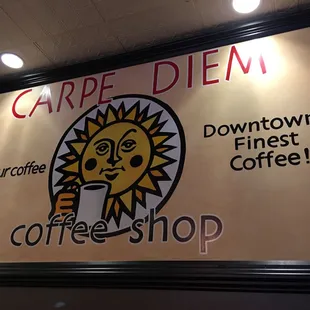 CARPE DIEM
ur coffee
Downtown
Finest
Coffee!
coffee shop